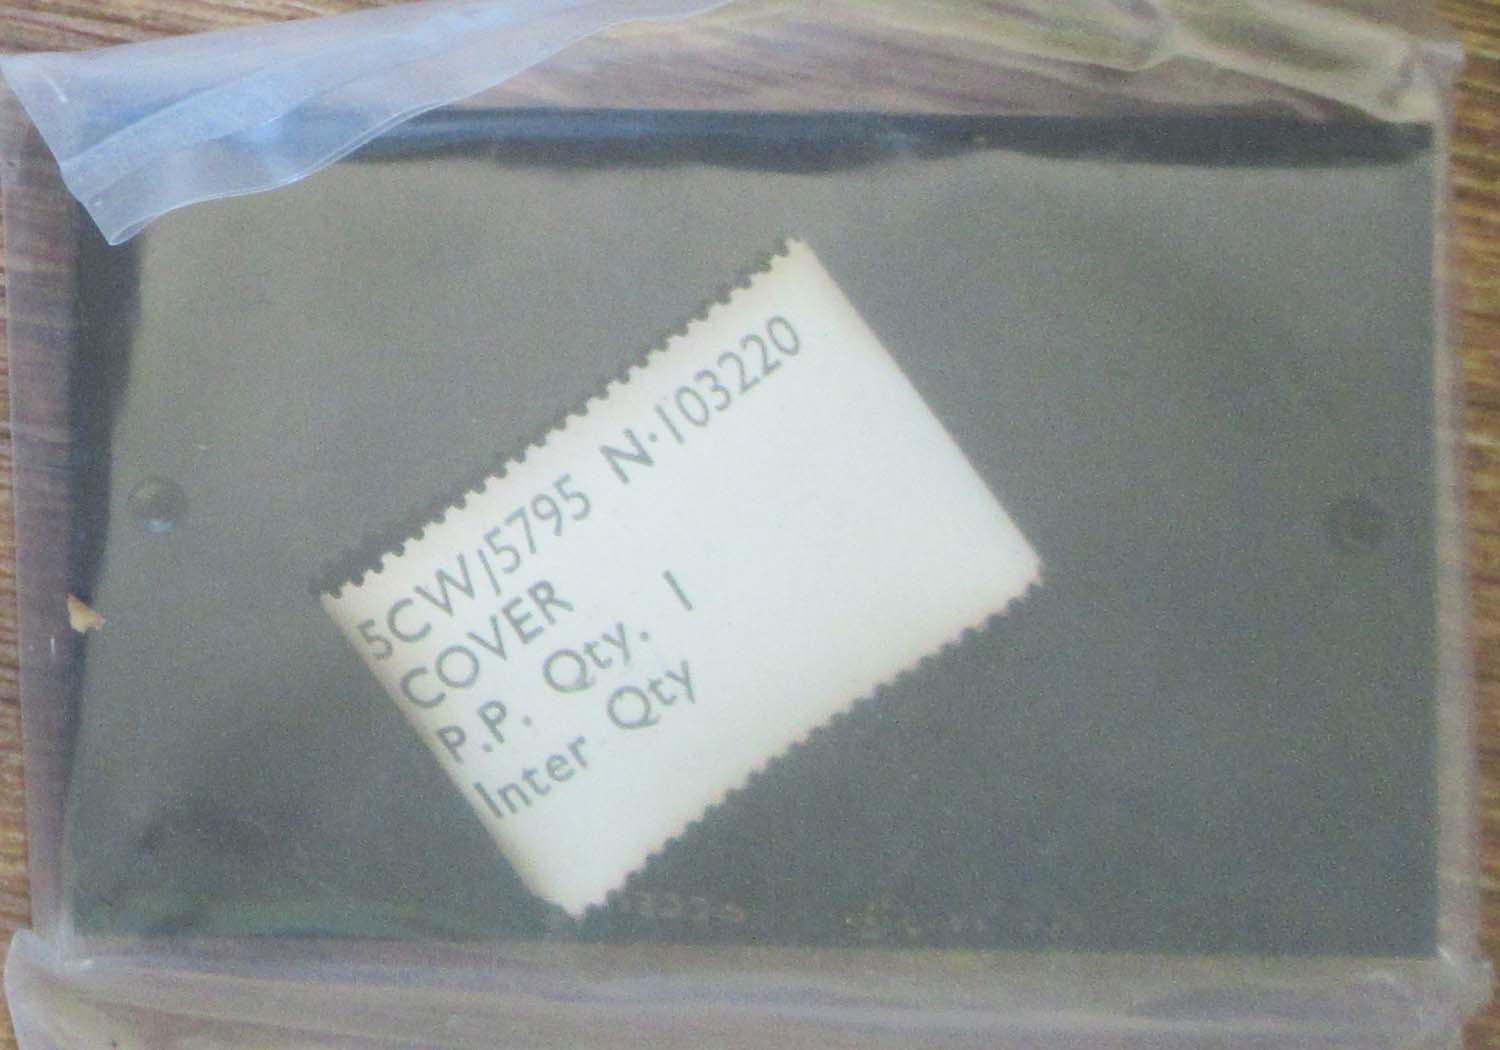 5CW/5795 N·103220
COVER
P.P. Qty. 1
Inter Qty